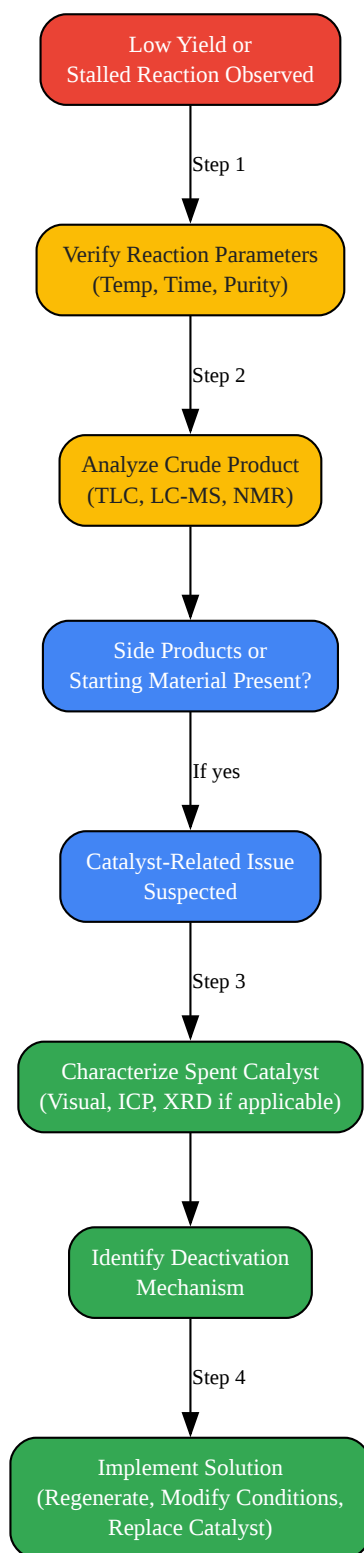 Low Yield or
Stalled Reaction Observed
Step 1
Verify Reaction Parameters
(Temp, Time, Purity)
Step 2
Analyze Crude Product
(TLC, LC-MS, NMR)
Side Products or
Starting Material Present?
If yes
Catalyst-Related Issue
Suspected
Step 3
Characterize Spent Catalyst
(Visual, ICP, XRD if applicable)
Identify Deactivation
Mechanism
Step 4
Implement Solution
(Regenerate, Modify Conditions,
Replace Catalyst)